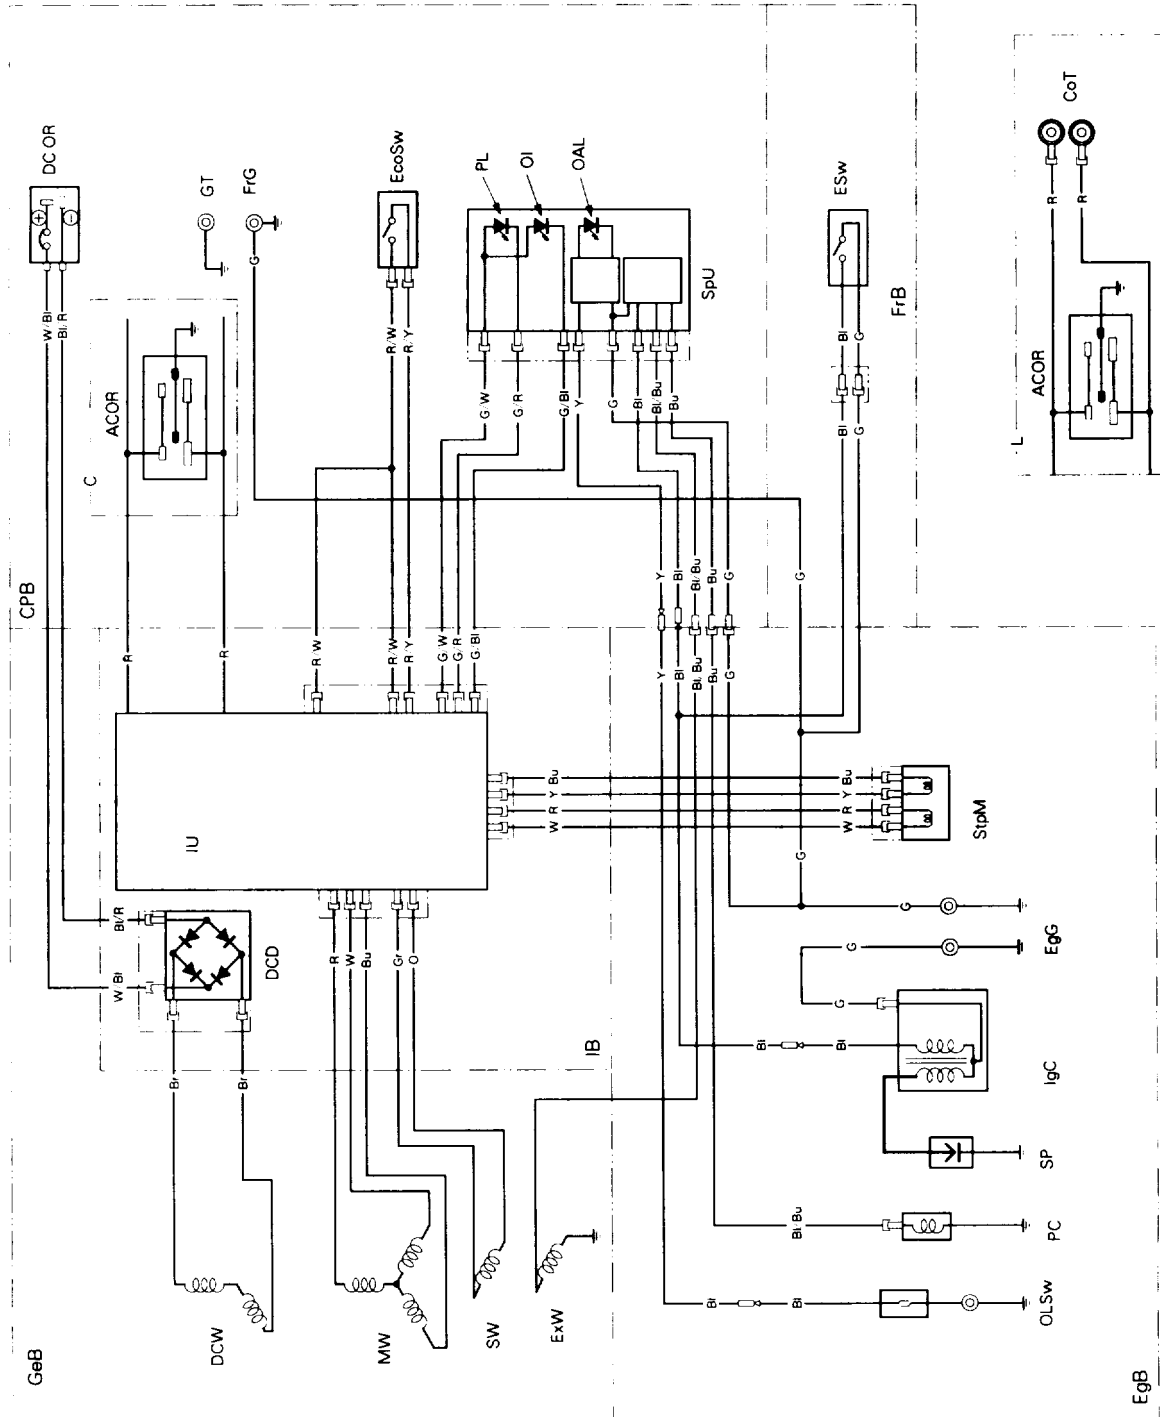 DC OR
GT
FrG
G
W/Bl
Bl/R
ACOR
C
CPB
R
R
EcoSw
R/W
R/Y
PL
OI
OAL
SpU
G/W
G/R
G/Bl
Y
G
Bl
Bl/Bu
Bu
ESw
Bl
G
FrB
Bl
G
CoT
R
R
ACOR
L
R/W
R/W
R/Y
G/W
G/R
G/Bl
Y
Bl
Bl/Bu
Bu
G
G
Y
Bl
Bl/Bu
Bu
G
IU
Bu
Y
R
W
Bu
Y
R
W
StpM
Bl/R
W/Bl
DCD
R
W
Bu
Gr
O
G
G
G
EgG
G
IB
Br
Br
Bl
Bl
IgC
SP
Bl/Bu
PC
Bl
Bl
OLSw
DCW
MW
SW
ExW
GeB
EgB